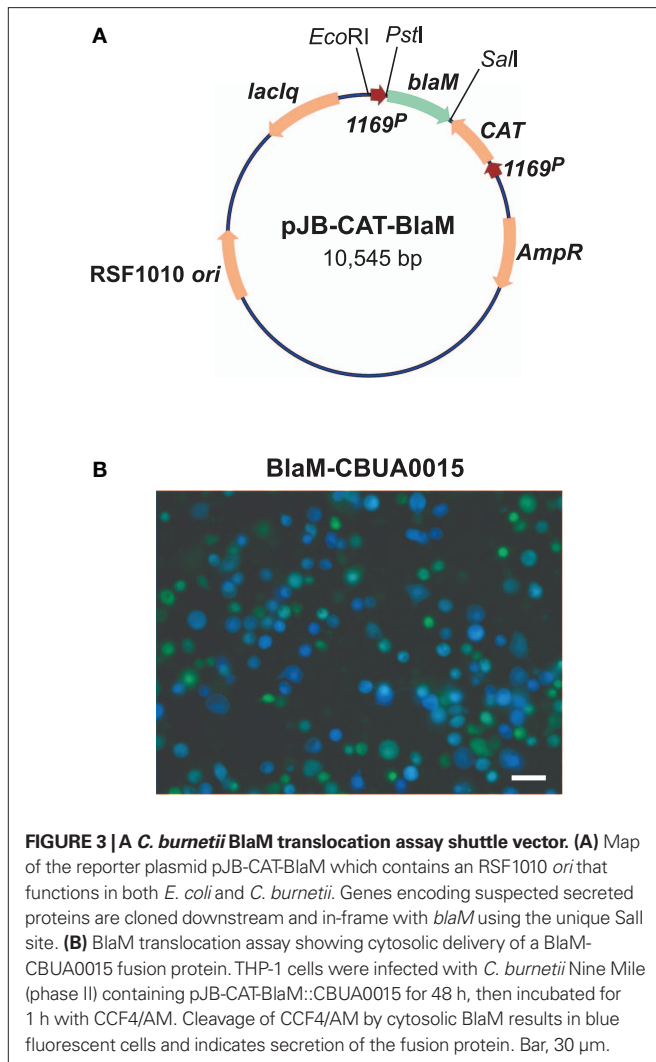 A
EcoRI
PstI
SalI
lacIq
blaM
1169P
CAT
1169P
pJB-CAT-BlaM
10,545 bp
AmpR
RSF1010 ori
B
BlaM-CBUA0015
FIGURE 3 | A C. burnetii BlaM translocation assay shuttle vector. (A) Map
of the reporter plasmid pJB-CAT-BlaM which contains an RSF1010 ori that
functions in both E. coli and C. burnetii. Genes encoding suspected secreted
proteins are cloned downstream and in-frame with blaM using the unique SalI
site. (B) BlaM translocation assay showing cytosolic delivery of a BlaM-
CBUA0015 fusion protein. THP-1 cells were infected with C. burnetii Nine Mile
(phase II) containing pJB-CAT-BlaM::CBUA0015 for 48 h, then incubated for
1 h with CCF4/AM. Cleavage of CCF4/AM by cytosolic BlaM results in blue
fluorescent cells and indicates secretion of the fusion protein. Bar, 30 µm.